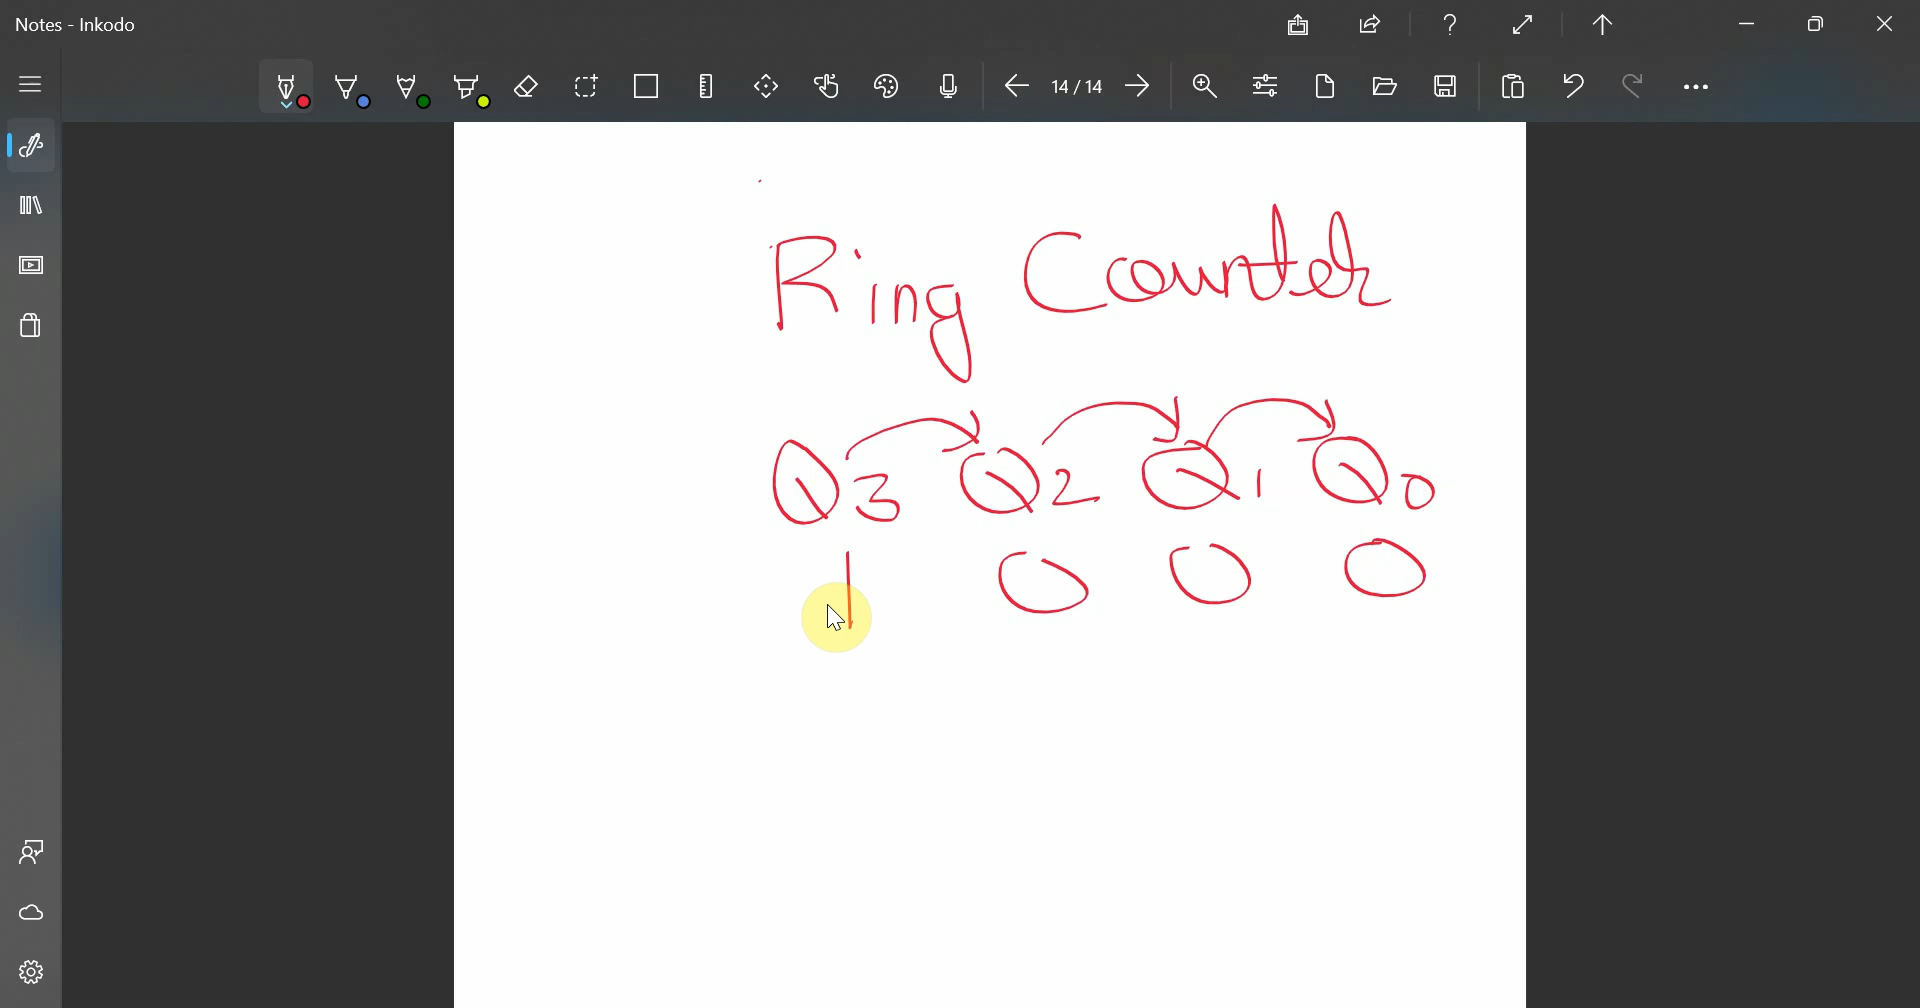 Notes - Inkodo
14 / 14
Ring Counter
Q3 Q2 Q1 Q0
1 0 0 0